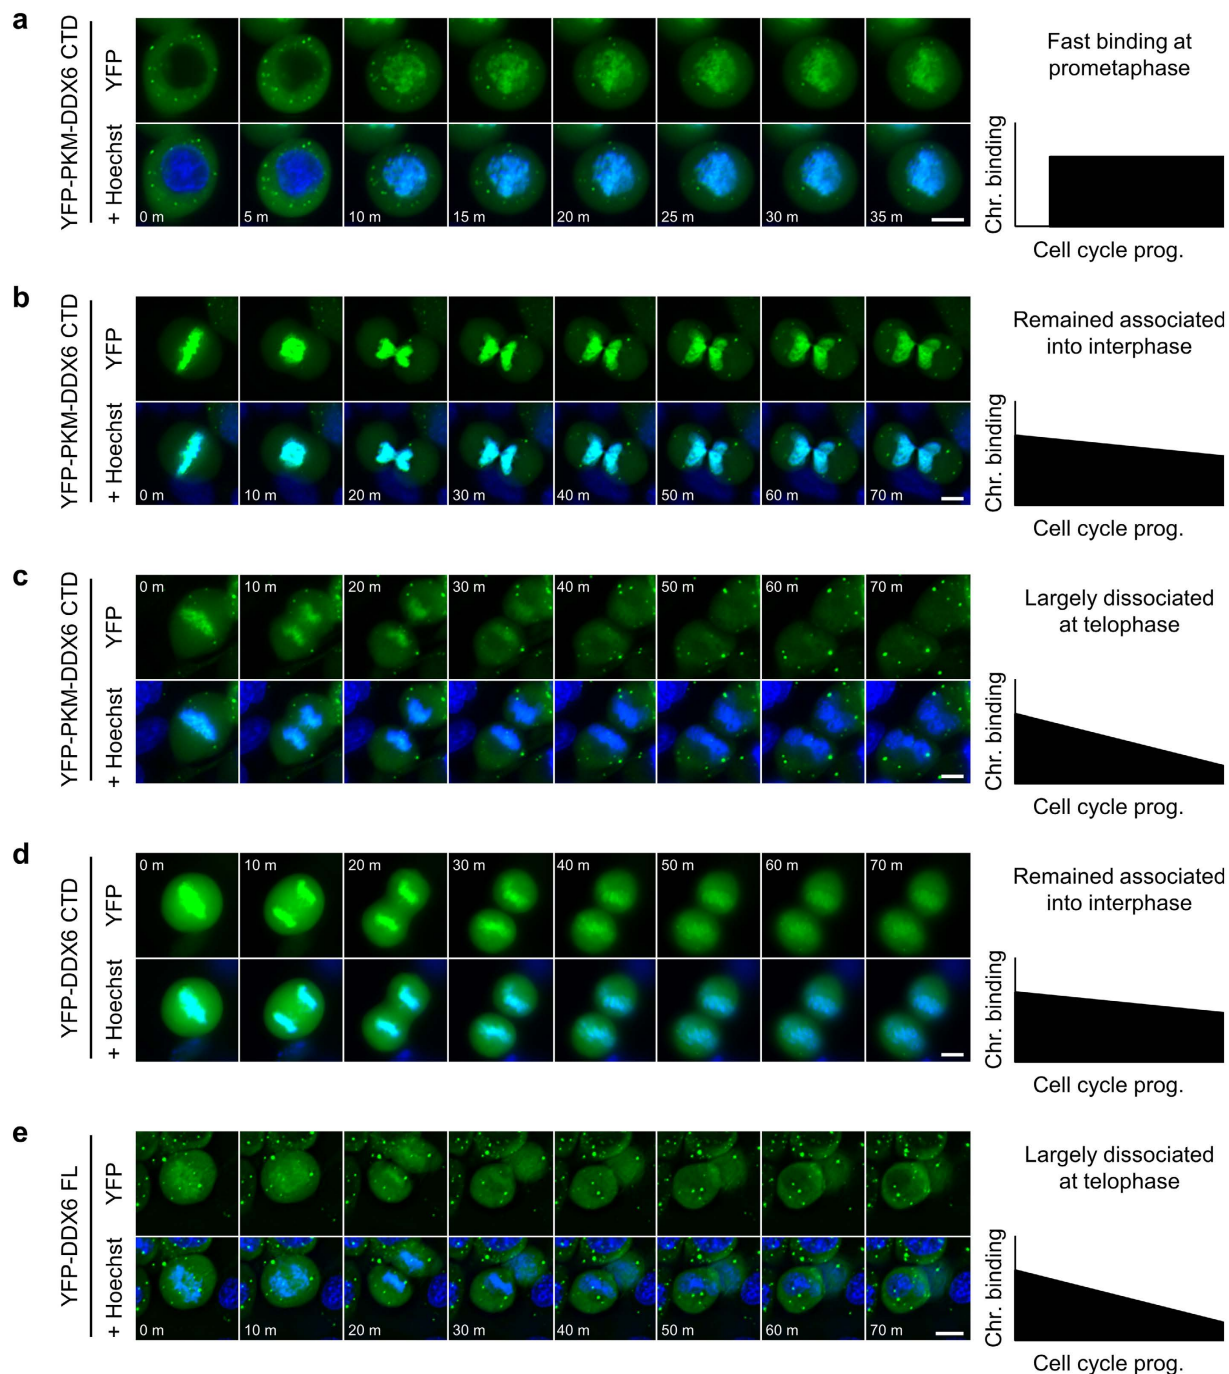 a
YFP-PKM-DDX6 CTD
YFP
+ Hoechst
0 m
5 m
10 m
15 m
20 m
25 m
30 m
35 m
Fast binding at
prometaphase
Chr. binding
Cell cycle prog.
b
YFP-PKM-DDX6 CTD
YFP
+ Hoechst
0 m
10 m
20 m
30 m
40 m
50 m
60 m
70 m
Remained associated
into interphase
Chr. binding
Cell cycle prog.
c
YFP-PKM-DDX6 CTD
YFP
+ Hoechst
0 m
10 m
20 m
30 m
40 m
50 m
60 m
70 m
Largely dissociated
at telophase
Chr. binding
Cell cycle prog.
d
YFP-DDX6 CTD
YFP
+ Hoechst
0 m
10 m
20 m
30 m
40 m
50 m
60 m
70 m
Remained associated
into interphase
Chr. binding
Cell cycle prog.
e
YFP-DDX6 FL
YFP
+ Hoechst
0 m
10 m
20 m
30 m
40 m
50 m
60 m
70 m
Largely dissociated
at telophase
Chr. binding
Cell cycle prog.